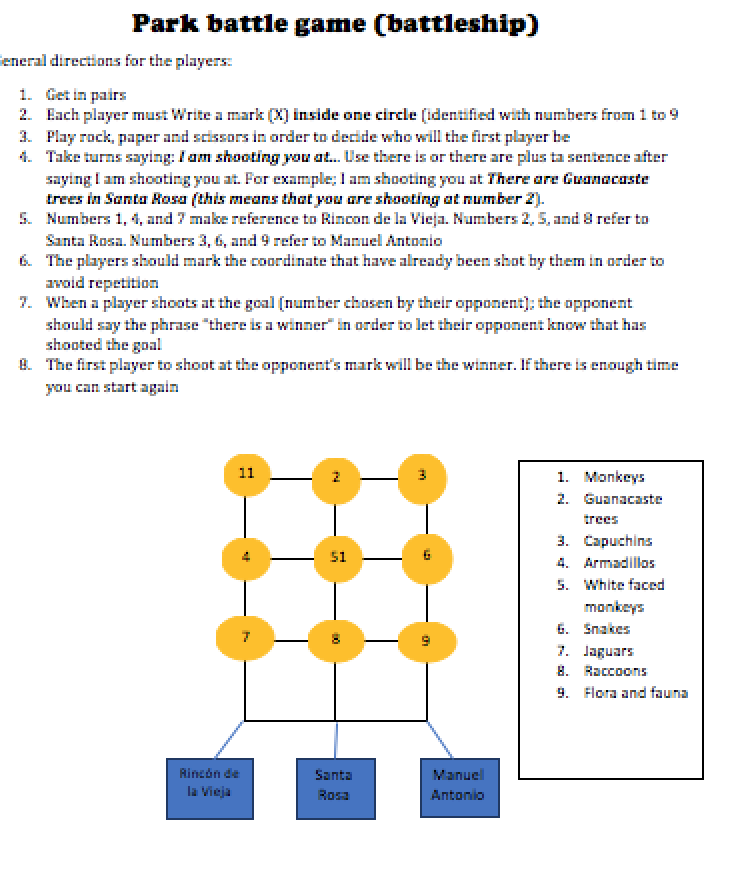 Park battle game (battleship)
eneral directions for the players:
1. Get in pairs
2. Each player must Write a mark (X) inside one circle (identified with numbers from 1 to 9
3. Play rock, paper and scissors in order to decide who will the first player be
4. Take turns saying: I am shooting you at... Use there is or there are plus ta sentence after
saying I am shooting you at. For example; I am shooting you at There are Guanacaste
trees in Santa Rosa (this means that you are shooting at number 2).
5. Numbers 1, 4, and 7 make reference to Rincon de la Vieja. Numbers 2, 5, and 8 refer to
Santa Rosa. Numbers 3, 6, and 9 refer to Manuel Antonio
6. The players should mark the coordinate that have already been shot by them in order to
avoid repetition
7. When a player shoots at the goal (number chosen by their opponent); the opponent
should say the phrase "there is a winner" in order to let their opponent know that has
shooted the goal
8. The first player to shoot at the opponent's mark will be the winner. If there is enough time
you can start again
11 2 3
4 51 6
7 8 9
Rincón de
la Vieja
Santa
Rosa
Manuel
Antonio
1. Monkeys
2. Guanacaste
trees
3. Capuchins
4. Armadillos
5. White faced
monkeys
6. Snakes
7. Jaguars
8. Raccoons
9. Flora and fauna